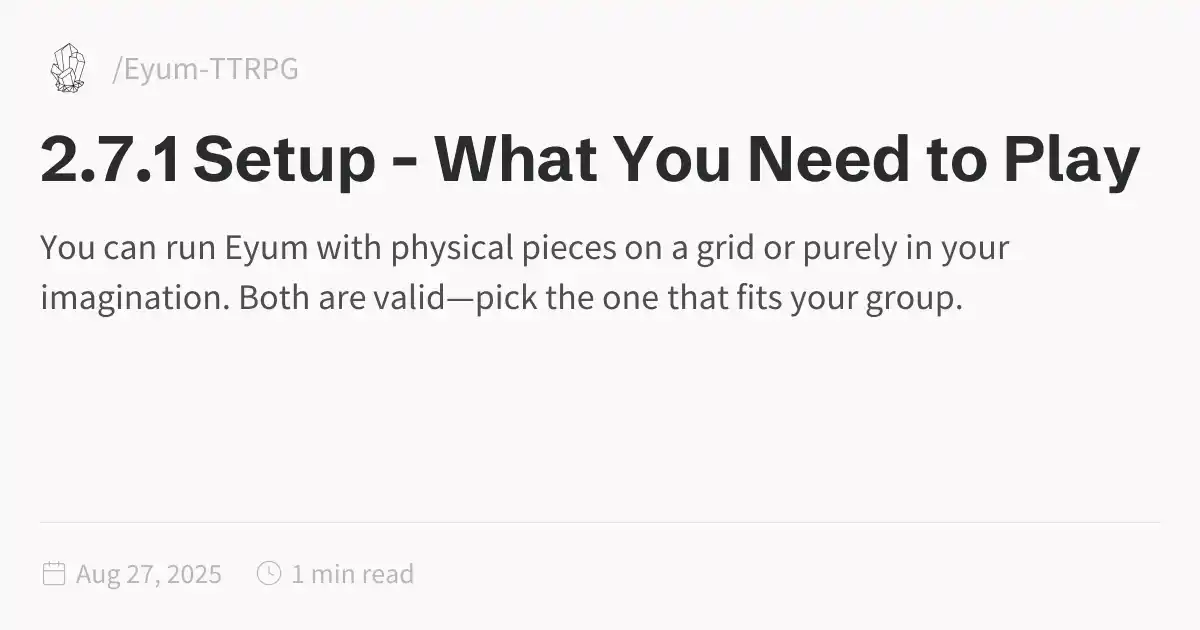 /Eyum-TTRPG
2.7.1 Setup - What You Need to Play
You can run Eyum with physical pieces on a grid or purely in your
imagination. Both are valid—pick the one that fits your group.
Aug 27, 2025 1 min read